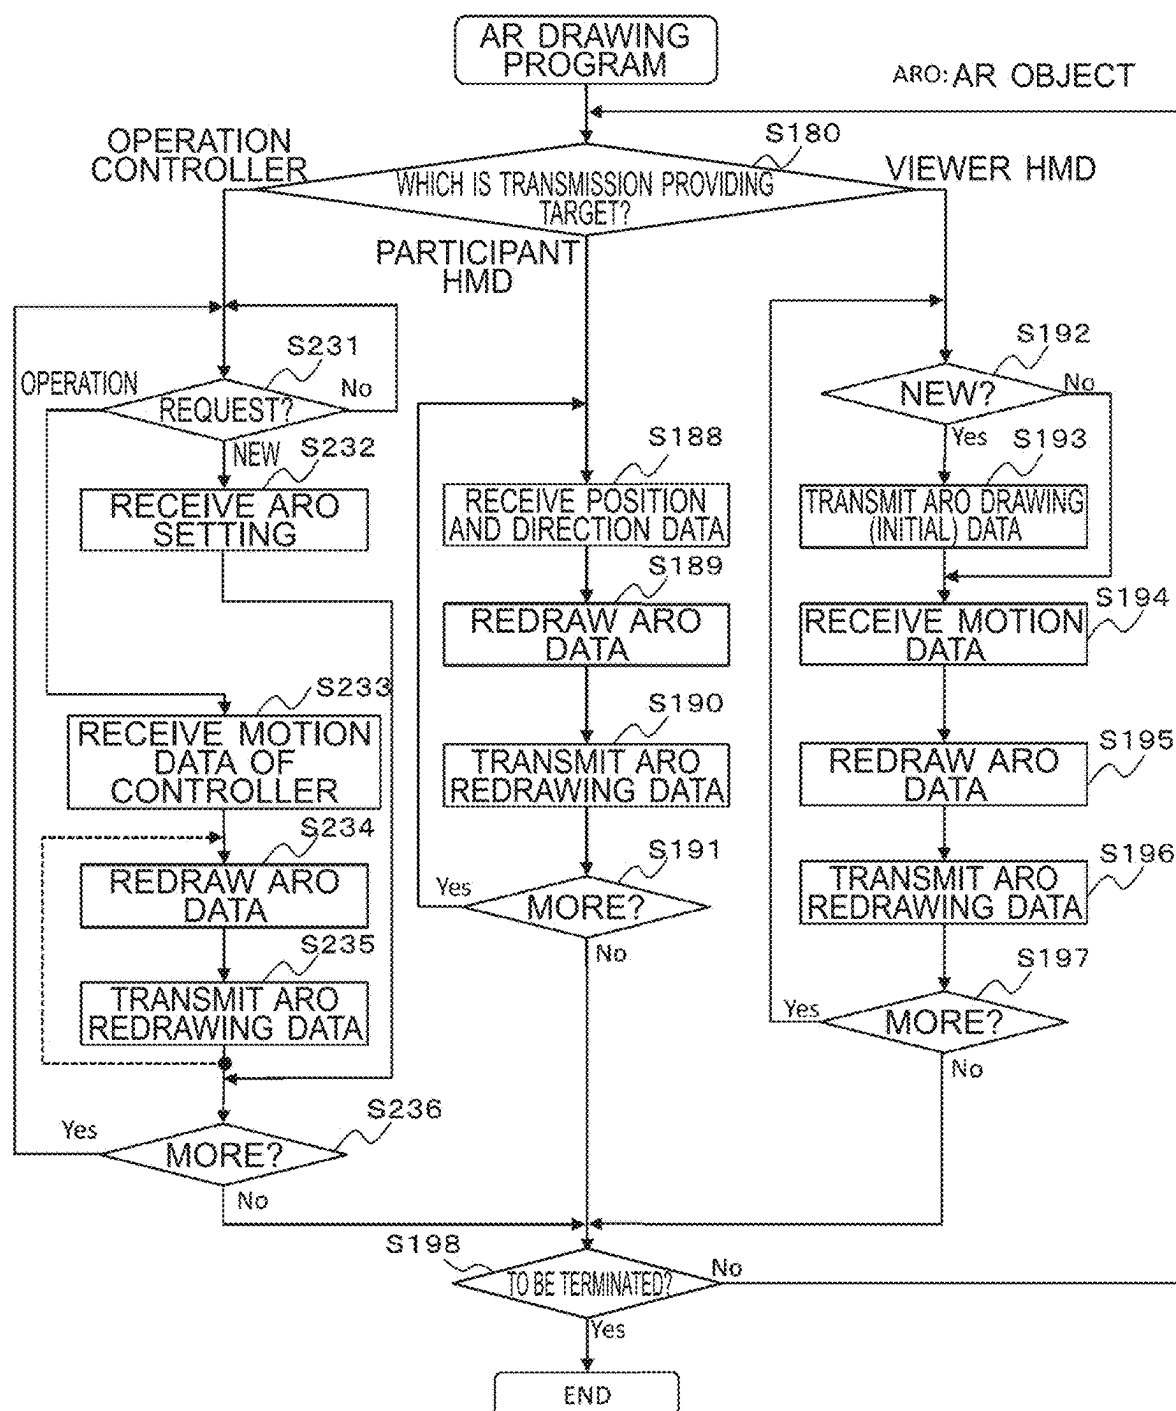 AR DRAWING
PROGRAM
ARO: AR OBJECT
S180
WHICH IS TRANSMISSION PROVIDING
TARGET?
OPERATION
CONTROLLER
PARTICIPANT
HMD
VIEWER HMD
S231
OPERATION
REQUEST?
No
NEW
S232
RECEIVE ARO
SETTING
S233
RECEIVE MOTION
DATA OF
CONTROLLER
S234
REDRAW ARO
DATA
S235
TRANSMIT ARO
REDRAWING DATA
S236
Yes
MORE?
No
S188
RECEIVE POSITION
AND DIRECTION DATA
S189
REDRAW ARO
DATA
S190
TRANSMIT ARO
REDRAWING DATA
S191
Yes
MORE?
No
S192
NEW?
No
Yes
S193
TRANSMIT ARO DRAWING
(INITIAL) DATA
S194
RECEIVE MOTION
DATA
S195
REDRAW ARO
DATA
S196
TRANSMIT ARO
REDRAWING DATA
S197
Yes
MORE?
No
S198
TO BE TERMINATED?
No
Yes
END